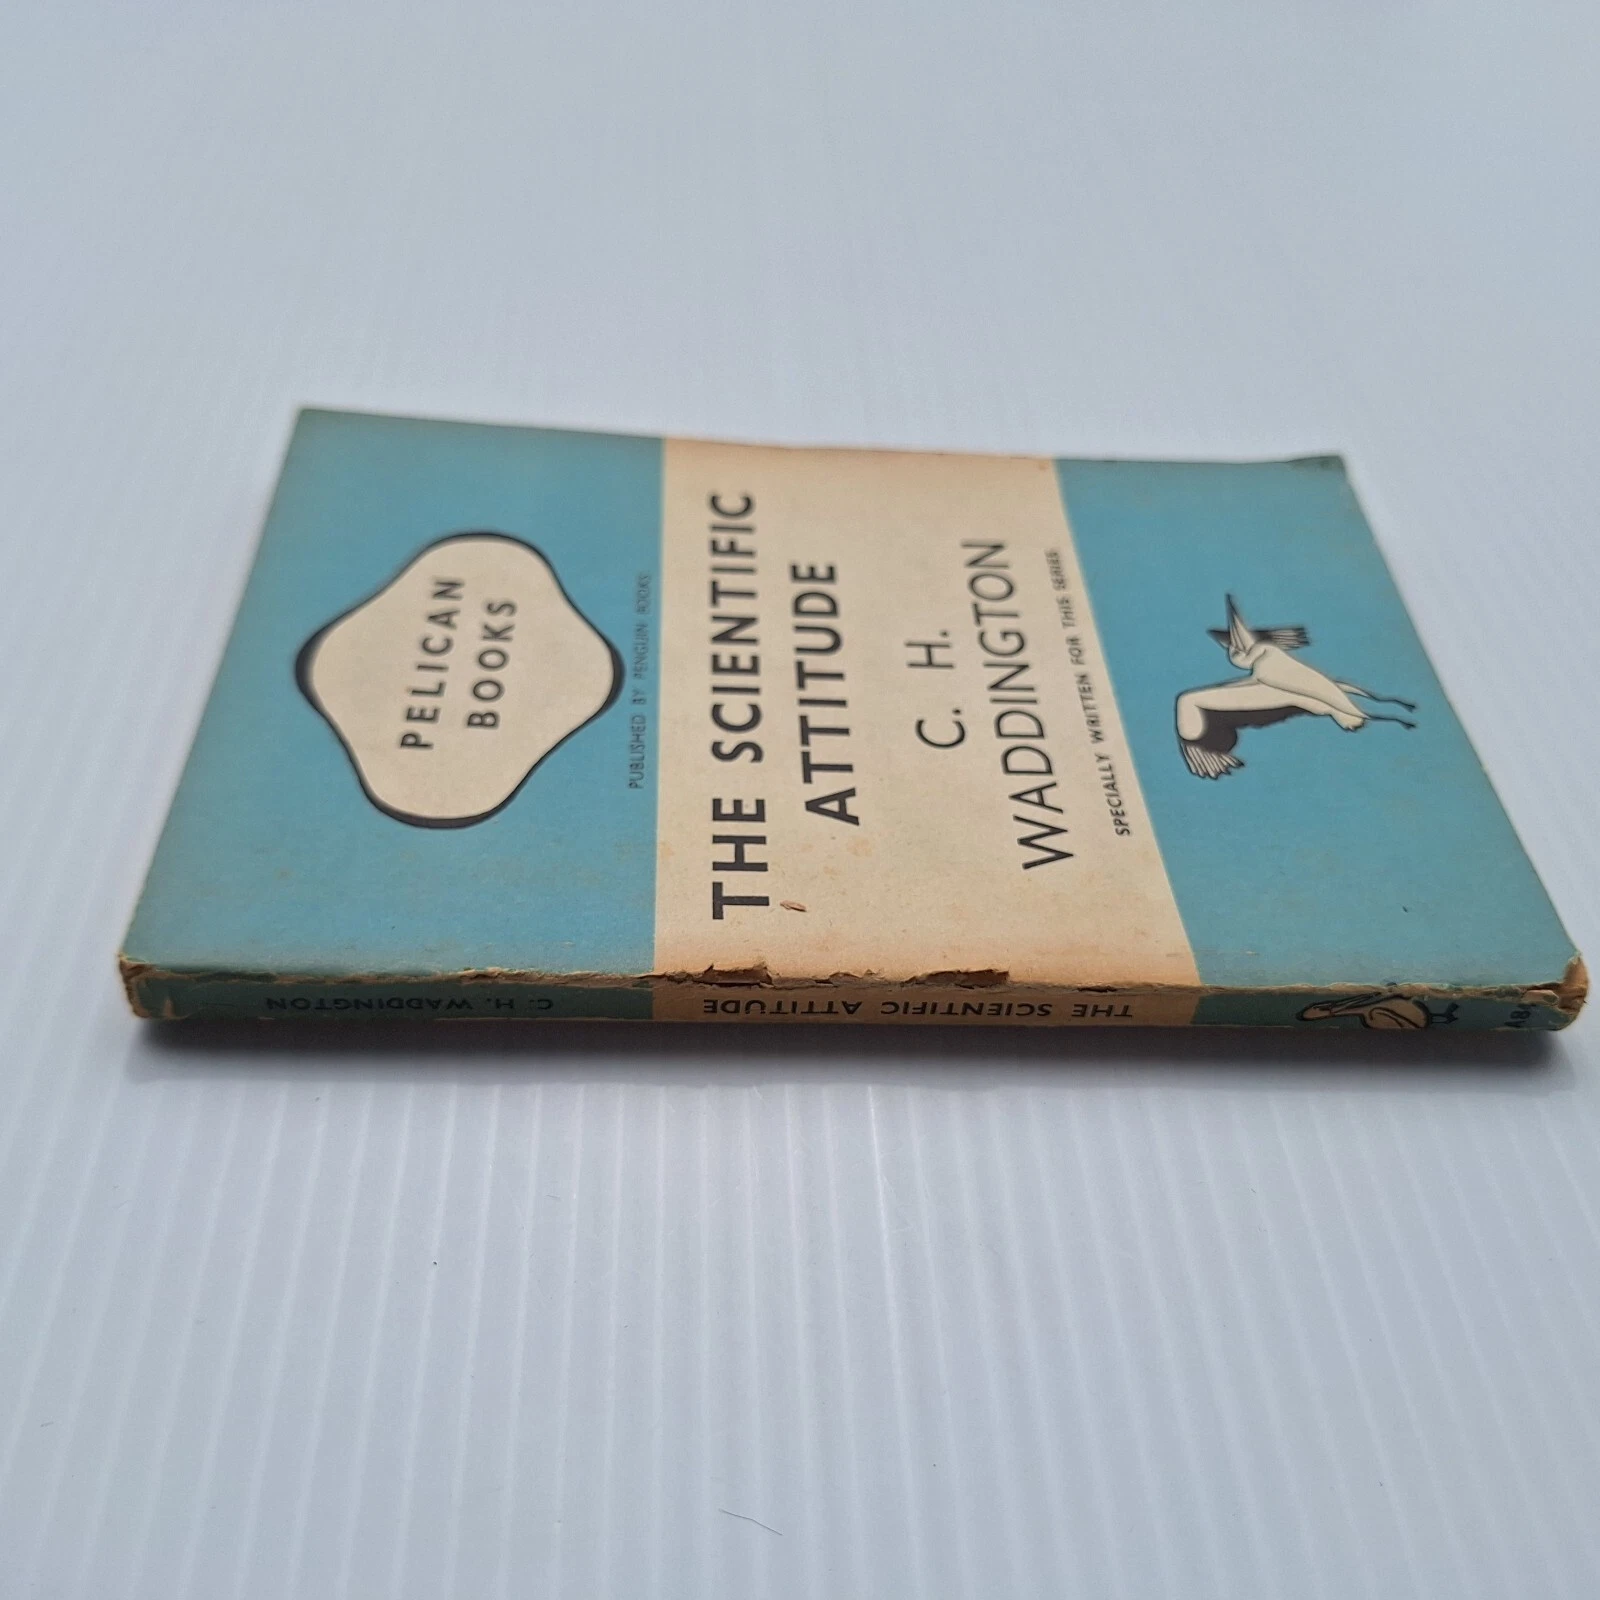 PELICAN
BOOKS
PUBLISHED BY PENGUIN BOOKS
THE SCIENTIFIC
ATTITUDE
C. H.
WADDINGTON
SPECIALLY WRITTEN FOR THIS SERIES
C. H. WADDINGTON
THE SCIENTIFIC ATTITUDE